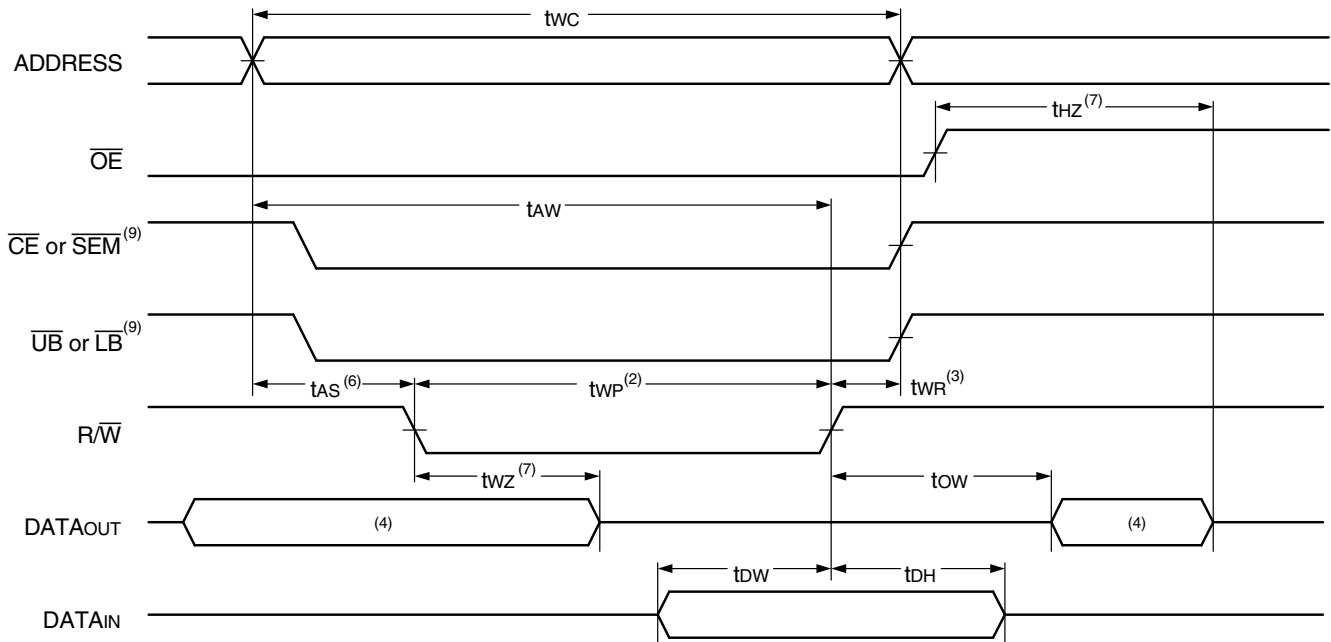 tWC
ADDRESS
tHZ(7)
OE
tAW
CE or SEM(9)
UB or LB(9)
tAS(6) tWP(2) tWR(3)
R/W
tWZ(7) tOW
DATAOUT (4) (4)
tDW tDH
DATAIN